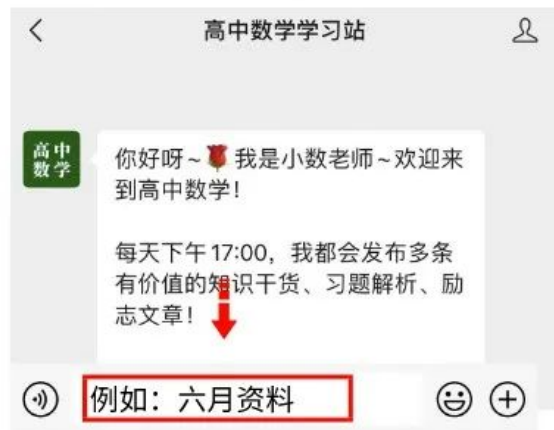 高中数学学习站
高中
数学
你好呀~🌹我是小数老师~欢迎来
到高中数学!
每天下午17:00,我都会发布多条
有价值的知识干货、习题解析、励
志文章!
例如:六月资料